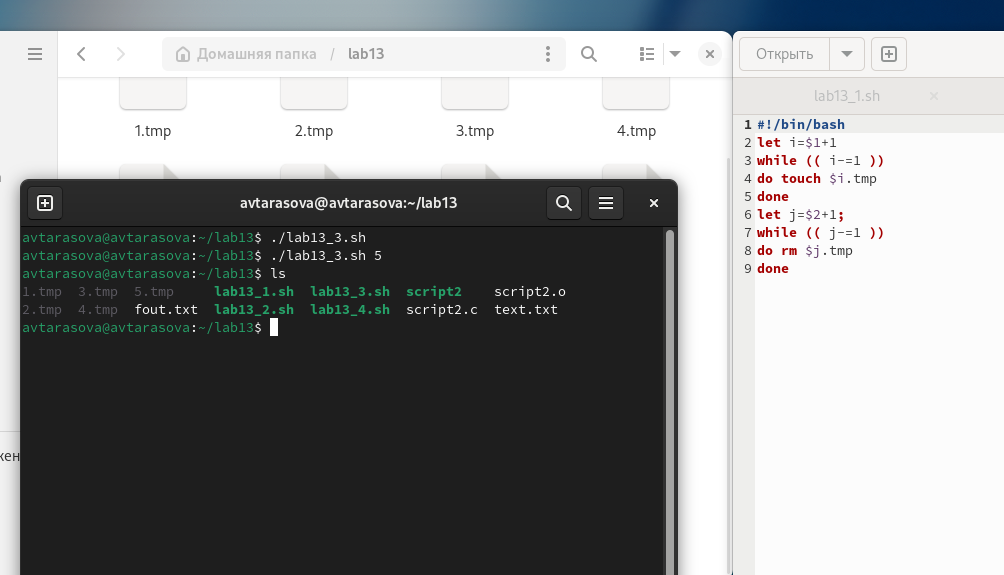 Домашняя папка / lab13
1.tmp 2.tmp 3.tmp 4.tmp
avtarasova@avtarasova:~/lab13
avtarasova@avtarasova:~/lab13$ ./lab13_3.sh
avtarasova@avtarasova:~/lab13$ ./lab13_3.sh 5
avtarasova@avtarasova:~/lab13$ ls
1.tmp 3.tmp 5.tmp lab13_1.sh lab13_3.sh script2 script2.o
2.tmp 4.tmp fout.txt lab13_2.sh lab13_4.sh script2.c text.txt
avtarasova@avtarasova:~/lab13$
Открыть
lab13_1.sh
1 #!/bin/bash
2 let i=$1+1
3 while (( i-=1 ))
4 do touch $i.tmp
5 done
6 let j=$2+1;
7 while (( j-=1 ))
8 do rm $j.tmp
9 done